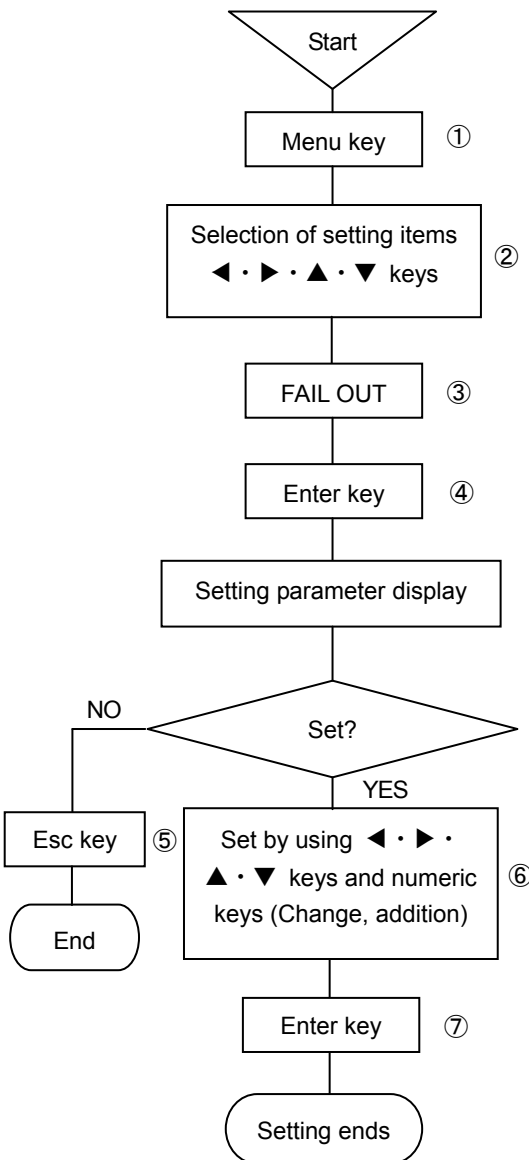 Start
Menu key ①
Selection of setting items
◀・▶・▲・▼ keys
②
FAIL OUT ③
Enter key ④
Setting parameter display
Set?
NO
YES
Esc key ⑤
End
Set by using ◀・▶・
▲・▼ keys and numeric
keys (Change, addition)
⑥
Enter key ⑦
Setting ends